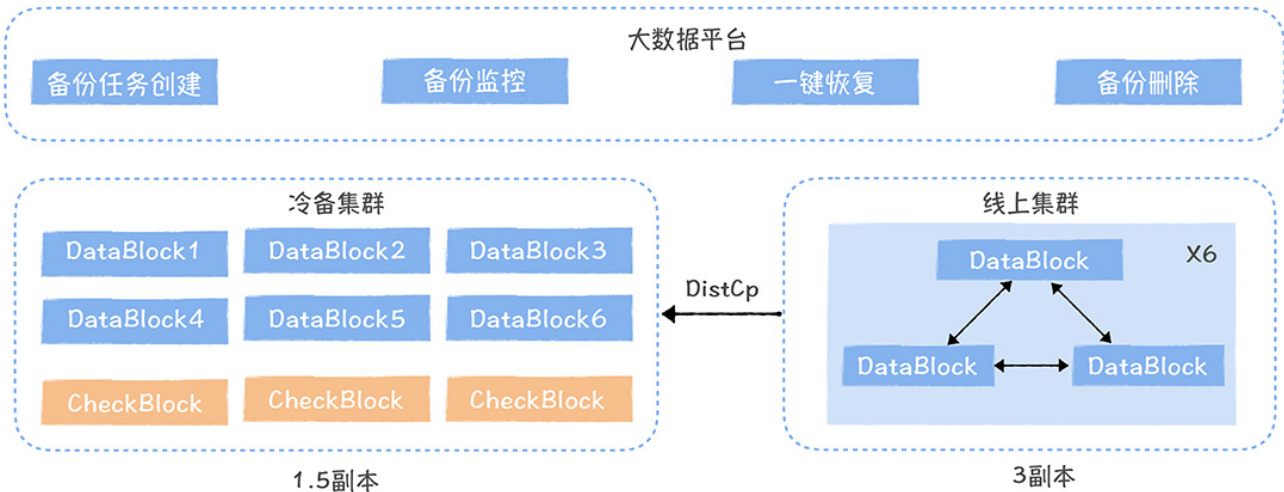 大数据平台
备份任务创建 备份监控 一键恢复 备份删除
冷备集群
DataBlock1 DataBlock2 DataBlock3
DataBlock4 DataBlock5 DataBlock6
CheckBlock CheckBlock CheckBlock
1.5副本
DistCp
线上集群
X6
DataBlock
DataBlock DataBlock
3副本